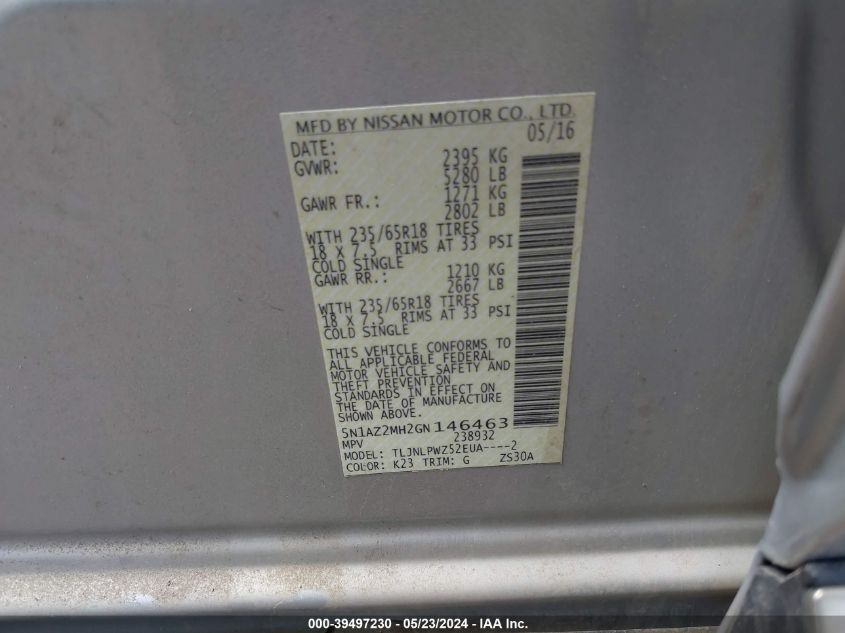 MFD BY NISSAN MOTOR CO., LTD.
DATE: 05/16
GVWR: 2395 KG
5280 LB
GAWR FR.: 1271 KG
2802 LB
WITH 235/65R18 TIRES
18 X 7.5 RIMS AT 33 PSI
COLD SINGLE
GAWR RR.: 1210 KG
2667 LB
WITH 235/65R18 TIRES
18 X 7.5 RIMS AT 33 PSI
COLD SINGLE
THIS VEHICLE CONFORMS TO
ALL APPLICABLE FEDERAL
MOTOR VEHICLE SAFETY AND
THEFT PREVENTION
STANDARDS IN EFFECT ON
THE DATE OF MANUFACTURE
SHOWN ABOVE.
5N1AZ2MH2GN 146463
MPV 238932
MODEL: TLJNLPWZ52EUA----2
COLOR: K23 TRIM: G ZS30A
000-39497230 — 05/23/2024 — IAA Inc.